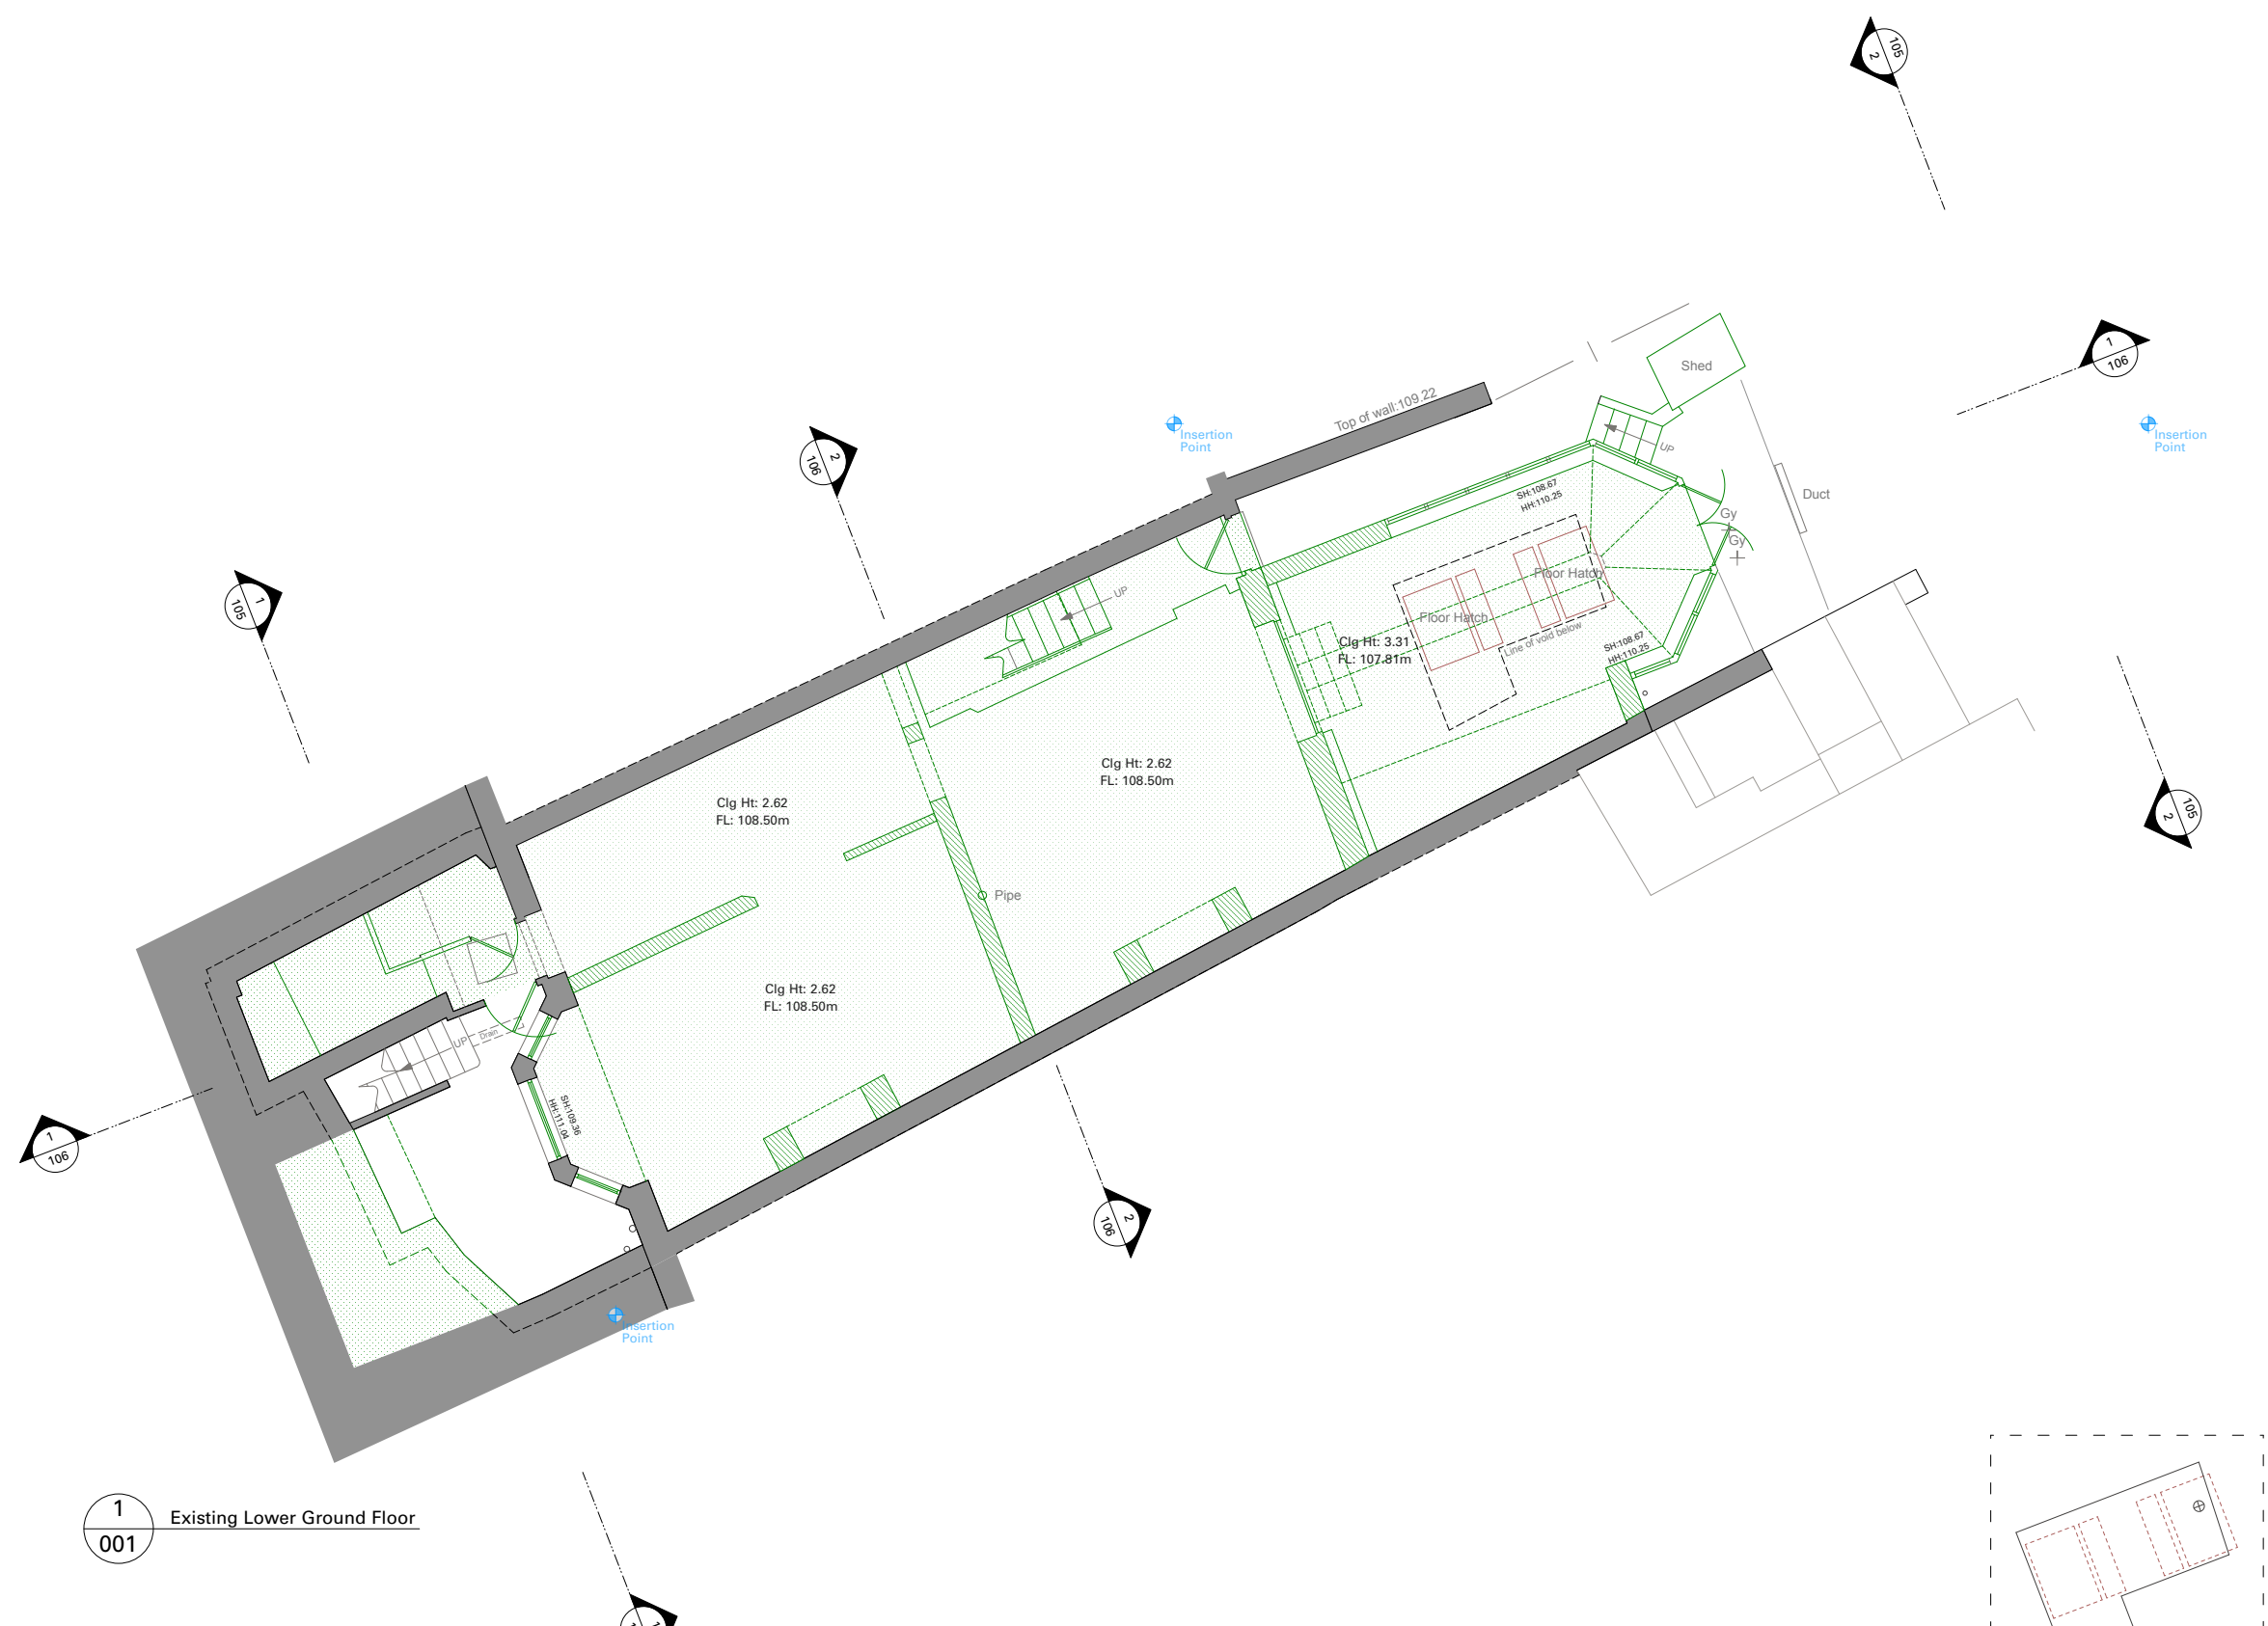 105
2
1
106
Insertion
Point
Insertion
Point
2
106
1
105
Top of wall:109.22
Shed
UP
Duct
Gy
Gy
SH:108.67
HH:110.25
Floor Hatch
Floor Hatch
Line of void below
Clg Ht: 3.31
FL: 107.81m
SH:108.67
HH:110.25
UP
Clg Ht: 2.62
FL: 108.50m
Clg Ht: 2.62
FL: 108.50m
Pipe
Clg Ht: 2.62
FL: 108.50m
UP
Drain
SH:109.36
HH:111.04
105
2
1
106
2
106
Insertion
Point
1
001
Existing Lower Ground Floor